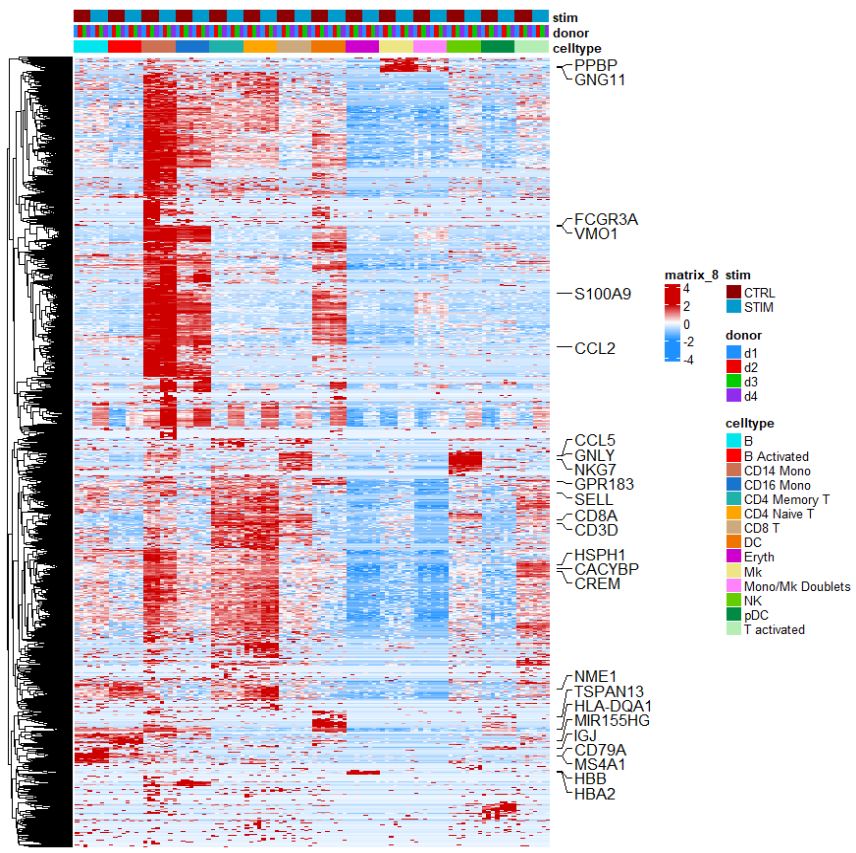 stim
donor
celltype
PPBP
GNG11
FCGR3A
VMO1
S100A9
CCL2
CCL5
GNLY
NKG7
GPR183
SELL
CD8A
CD3D
HSPH1
CACYBP
CREM
NME1
TSPAN13
HLA-DQA1
MIR155HG
IGJ
CD79A
MS4A1
HBB
HBA2
matrix_8
4
2
0
-2
-4
stim
CTRL
STIM
donor
d1
d2
d3
d4
celltype
B
B Activated
CD14 Mono
CD16 Mono
CD4 Memory T
CD4 Naive T
CD8 T
DC
Eryth
Mk
Mono/Mk Doublets
NK
pDC
T activated